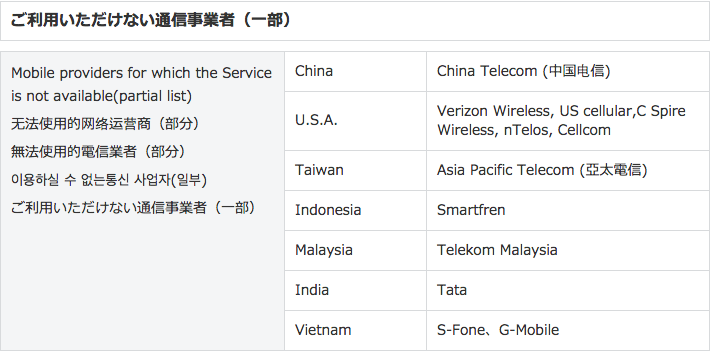 ご利用いただけない通信事業者（一部）
Mobile providers for which the Service
is not available(partial list)
无法使用的网络运营商（部分）
無法使用的電信業者（部分）
이용하실 수 없는통신 사업자(일부)
ご利用いただけない通信事業者（一部）
China
China Telecom (中国电信)
U.S.A.
Verizon Wireless, US cellular,C Spire
Wireless, nTelos, Cellcom
Taiwan
Asia Pacific Telecom (亞太電信)
Indonesia
Smartfren
Malaysia
Telekom Malaysia
India
Tata
Vietnam
S-Fone、G-Mobile